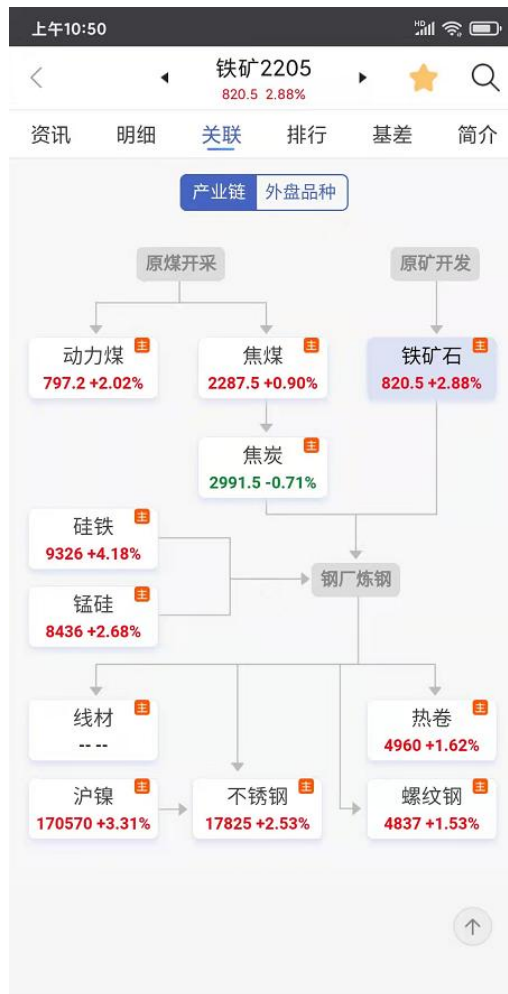 上午10:50
HD
铁矿2205
820.5 2.88%
资讯 明细 关联 排行 基差 简介
产业链 外盘品种
原煤开采
原矿开发
动力煤 主
797.2 +2.02%
焦煤 主
2287.5 +0.90%
铁矿石 主
820.5 +2.88%
焦炭 主
2991.5 -0.71%
硅铁 主
9326 +4.18%
钢厂炼钢
锰硅 主
8436 +2.68%
线材 主
-- --
热卷 主
4960 +1.62%
沪镍 主
170570 +3.31%
不锈钢 主
17825 +2.53%
螺纹钢 主
4837 +1.53%